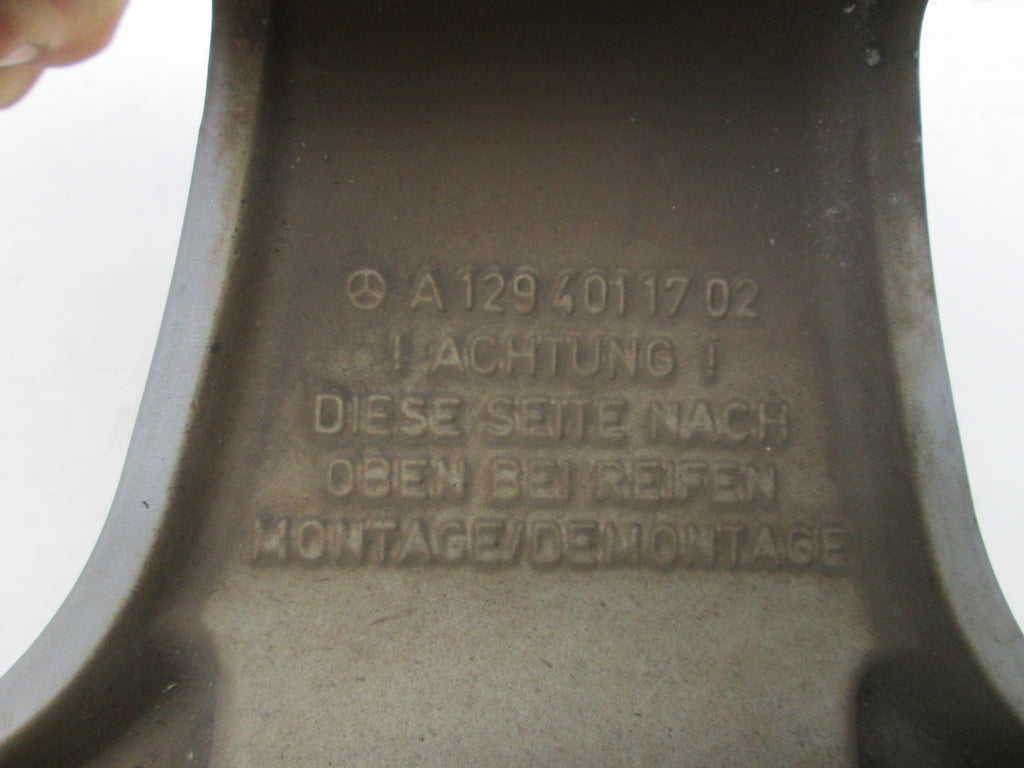 A 129 401 17 02
! ACHTUNG !
DIESE SEITE NACH
OBEN BEI REIFEN
MONTAGE/DEMONTAGE